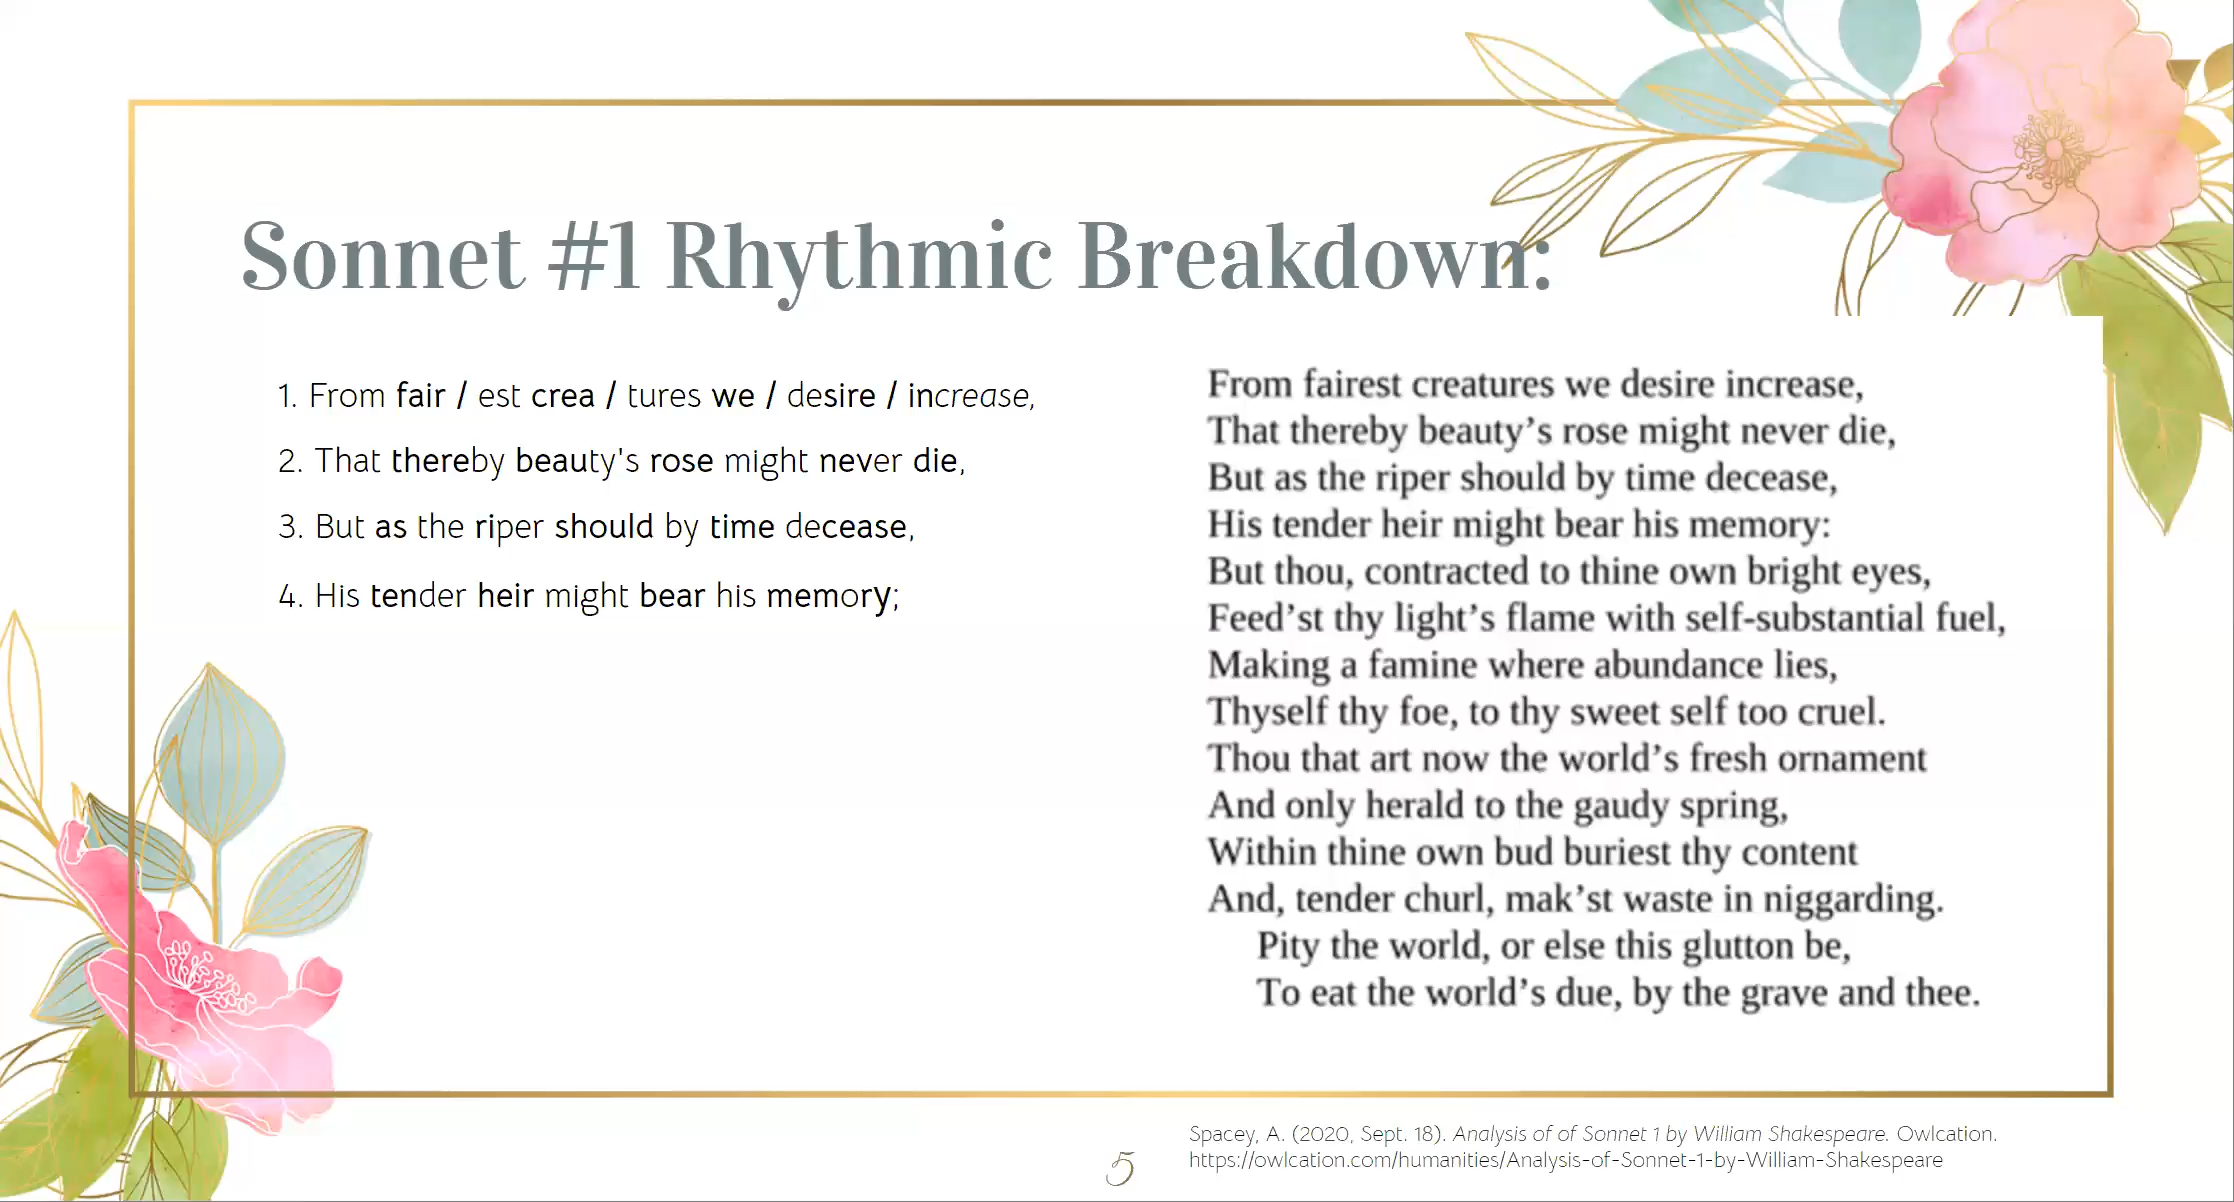 Sonnet #1 Rhythmic Breakdown:
1. From fair / est crea / tures we / desire / increase,
2. That thereby beauty's rose might never die,
3. But as the riper should by time decease,
4. His tender heir might bear his memory;
From fairest creatures we desire increase,
That thereby beauty’s rose might never die,
But as the riper should by time decease,
His tender heir might bear his memory:
But thou, contracted to thine own bright eyes,
Feed’st thy light’s flame with self-substantial fuel,
Making a famine where abundance lies,
Thyself thy foe, to thy sweet self too cruel.
Thou that art now the world’s fresh ornament
And only herald to the gaudy spring,
Within thine own bud buriest thy content
And, tender churl, mak’st waste in niggarding.
Pity the world, or else this glutton be,
To eat the world’s due, by the grave and thee.
Spacey, A. (2020, Sept. 18). Analysis of of Sonnet 1 by William Shakespeare. Owlcation.
https://owlcation.com/humanities/Analysis-of-Sonnet-1-by-William-Shakespeare
5